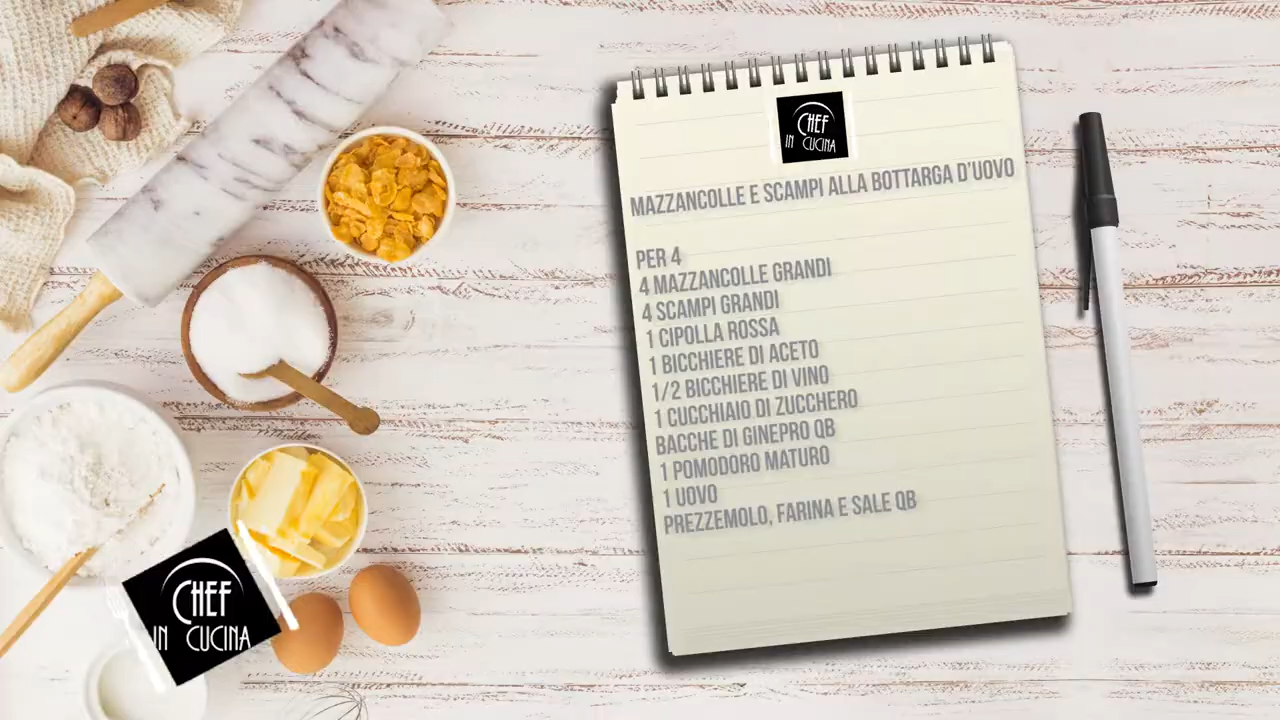 CHEF
IN CUCINA
MAZZANCOLLE E SCAMPI ALLA BOTTARGA D'UOVO
PER 4
4 MAZZANCOLLE GRANDI
4 SCAMPI GRANDI
1 CIPOLLA ROSSA
1 BICCHIERE DI ACETO
1/2 BICCHIERE DI VINO
1 CUCCHIAIO DI ZUCCHERO
BACCHE DI GINEPRO QB
1 POMODORO MATURO
1 UOVO
PREZZEMOLO, FARINA E SALE QB
CHEF
IN CUCINA